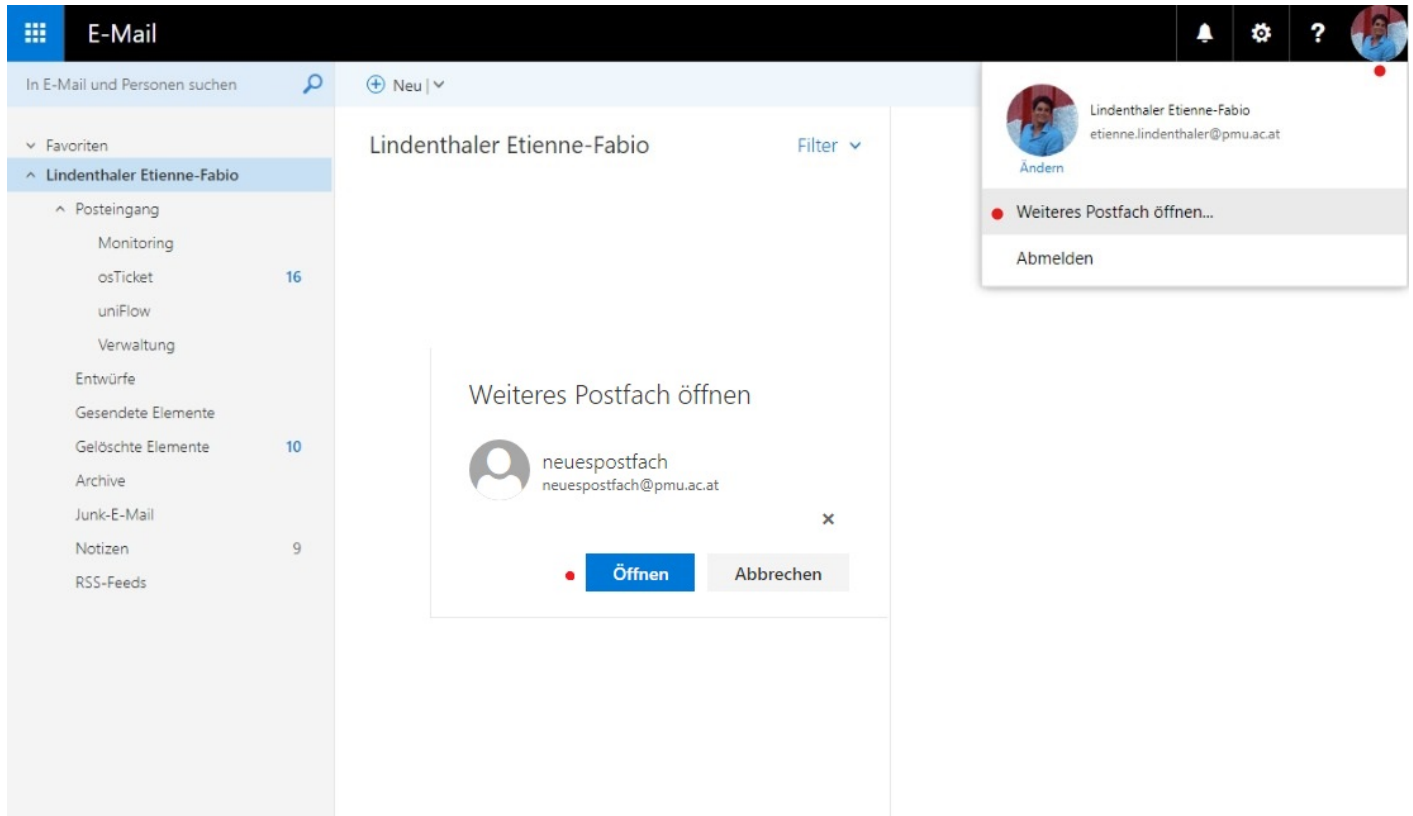 E-Mail
?
In E-Mail und Personen suchen
Neu
Favoriten
Lindenthaler Etienne-Fabio
Posteingang
Monitoring
osTicket 16
uniFlow
Verwaltung
Entwürfe
Gesendete Elemente
Gelöschte Elemente 10
Archive
Junk-E-Mail
Notizen 9
RSS-Feeds
Lindenthaler Etienne-Fabio Filter
Weiteres Postfach öffnen
neuespostfach
neuespostfach@pmu.ac.at
Öffnen Abbrechen
Lindenthaler Etienne-Fabio
etienne.lindenthaler@pmu.ac.at
Ändern
Weiteres Postfach öffnen...
Abmelden